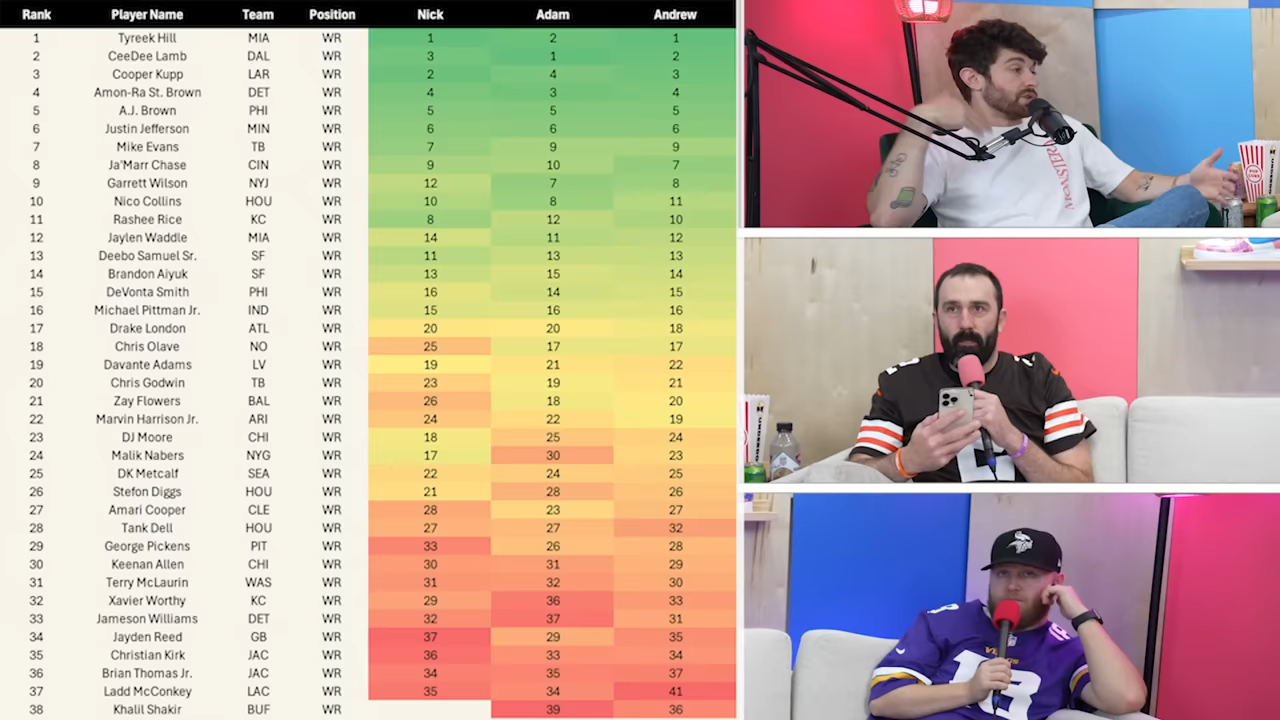 Rank Player Name Team Position Nick Adam Andrew
1 Tyreek Hill MIA WR 1 2 1
2 CeeDee Lamb DAL WR 3 1 2
3 Cooper Kupp LAR WR 2 4 3
4 Amon-Ra St. Brown DET WR 4 3 4
5 A.J. Brown PHI WR 5 5 5
6 Justin Jefferson MIN WR 6 6 6
7 Mike Evans TB WR 7 9 9
8 Ja'Marr Chase CIN WR 9 10 7
9 Garrett Wilson NYJ WR 12 7 8
10 Nico Collins HOU WR 10 8 11
11 Rashee Rice KC WR 8 12 10
12 Jaylen Waddle MIA WR 14 11 12
13 Deebo Samuel Sr. SF WR 11 13 13
14 Brandon Aiyuk SF WR 13 15 14
15 DeVonta Smith PHI WR 16 14 15
16 Michael Pittman Jr. IND WR 15 16 16
17 Drake London ATL WR 20 20 18
18 Chris Olave NO WR 25 17 17
19 Davante Adams LV WR 19 21 22
20 Chris Godwin TB WR 23 19 21
21 Zay Flowers BAL WR 26 18 20
22 Marvin Harrison Jr. ARI WR 24 22 19
23 DJ Moore CHI WR 18 25 24
24 Malik Nabers NYG WR 17 30 23
25 DK Metcalf SEA WR 22 24 25
26 Stefon Diggs HOU WR 21 28 26
27 Amari Cooper CLE WR 28 23 27
28 Tank Dell HOU WR 27 27 32
29 George Pickens PIT WR 33 26 28
30 Keenan Allen CHI WR 30 31 29
31 Terry McLaurin WAS WR 31 32 30
32 Xavier Worthy KC WR 29 36 33
33 Jameson Williams DET WR 32 37 31
34 Jayden Reed GB WR 37 29 35
35 Christian Kirk JAC WR 36 33 34
36 Brian Thomas Jr. JAC WR 34 35 37
37 Ladd McConkey LAC WR 35 34 41
38 Khalil Shakir BUF WR 39 36